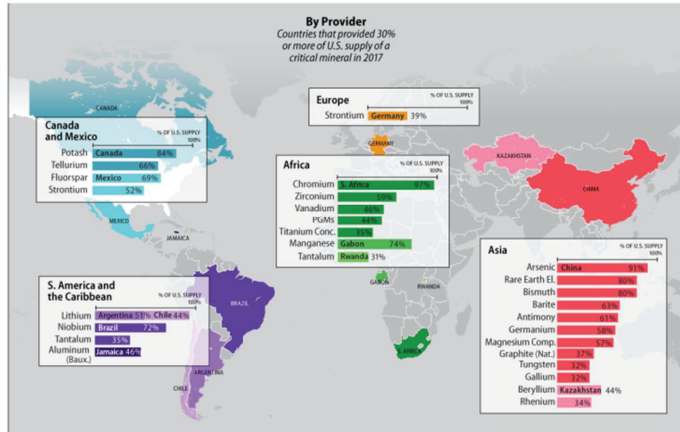 By Provider
Countries that provided 30%
or more of U.S. supply of a
critical mineral in 2017
CANADA
Canada
and Mexico
% OF U.S. SUPPLY
100%
Potash Canada 84%
Tellurium 66%
Fluorspar Mexico 69%
Strontium 52%
MEXICO
JAMAICA
Europe
% OF U.S. SUPPLY
100%
Strontium Germany 39%
GERMANY
Africa
% OF U.S. SUPPLY
100%
Chromium S. Africa 97%
Zirconium 59%
Vanadium 46%
PGMs 44%
Titanium Conc. 35%
Manganese Gabon 74%
Tantalum Rwanda 31%
GABON
RWANDA
S. AFRICA
KAZAKHSTAN
CHINA
Asia
% OF U.S. SUPPLY
100%
Arsenic China 91%
Rare Earth El. 80%
Bismuth 80%
Barite 63%
Antimony 61%
Germanium 58%
Magnesium Comp. 57%
Graphite (Nat.) 37%
Tungsten 32%
Gallium 32%
Beryllium Kazakhstan 44%
Rhenium 34%
S. America and
the Caribbean
% OF U.S. SUPPLY
100%
Lithium Argentina 51% Chile 44%
Niobium Brazil 72%
Tantalum 35%
Aluminum Jamaica 46%
(Baux.)
BRAZIL
ARGENTINA
CHILE